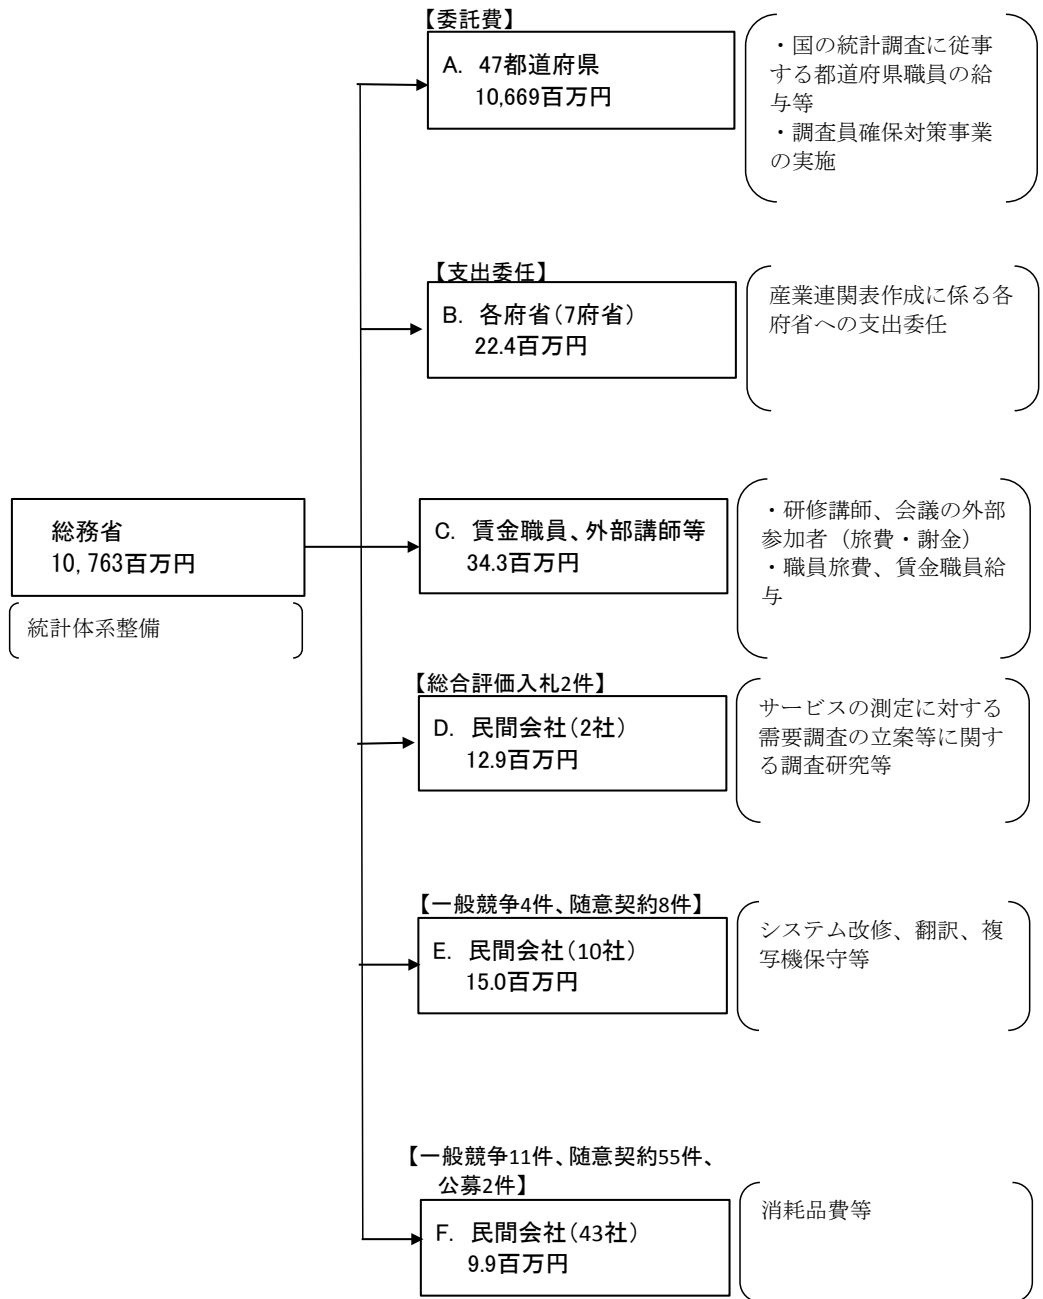 【委託費】
A. 47都道府県
10,669百万円
・国の統計調査に従事
する都道府県職員の給
与等
・調査員確保対策事業
の実施
【支出委任】
B. 各府省(7府省)
22.4百万円
産業連関表作成に係る各
府省への支出委任
総務省
10,763百万円
統計体系整備
C. 賃金職員、外部講師等
34.3百万円
・研修講師、会議の外部
参加者(旅費・謝金)
・職員旅費、賃金職員給
与
【総合評価入札2件】
D. 民間会社(2社)
12.9百万円
サービスの測定に対する
需要調査の立案等に関す
る調査研究等
【一般競争4件、随意契約8件】
E. 民間会社(10社)
15.0百万円
システム改修、翻訳、複
写機保守等
【一般競争11件、随意契約55件、
公募2件】
F. 民間会社(43社)
9.9百万円
消耗品費等